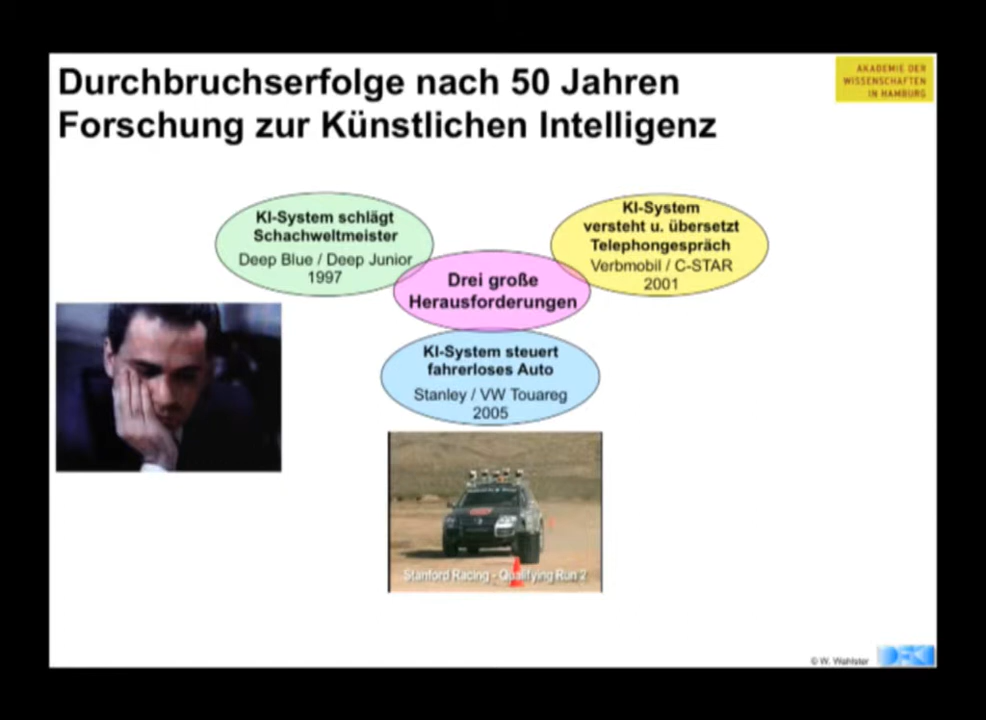 Durchbruchserfolge nach 50 Jahren
Forschung zur Künstlichen Intelligenz
AKADEMIE DER
WISSENSCHAFTEN
IN HAMBURG
KI-System schlägt
Schachweltmeister
Deep Blue / Deep Junior
1997
KI-System
versteht u. übersetzt
Telephongespräch
Verbmobil / C-STAR
2001
Drei große
Herausforderungen
KI-System steuert
fahrerloses Auto
Stanley / VW Touareg
2005
Stanford Racing - Qualifying Run 2
© W. Wahlster
DFKI